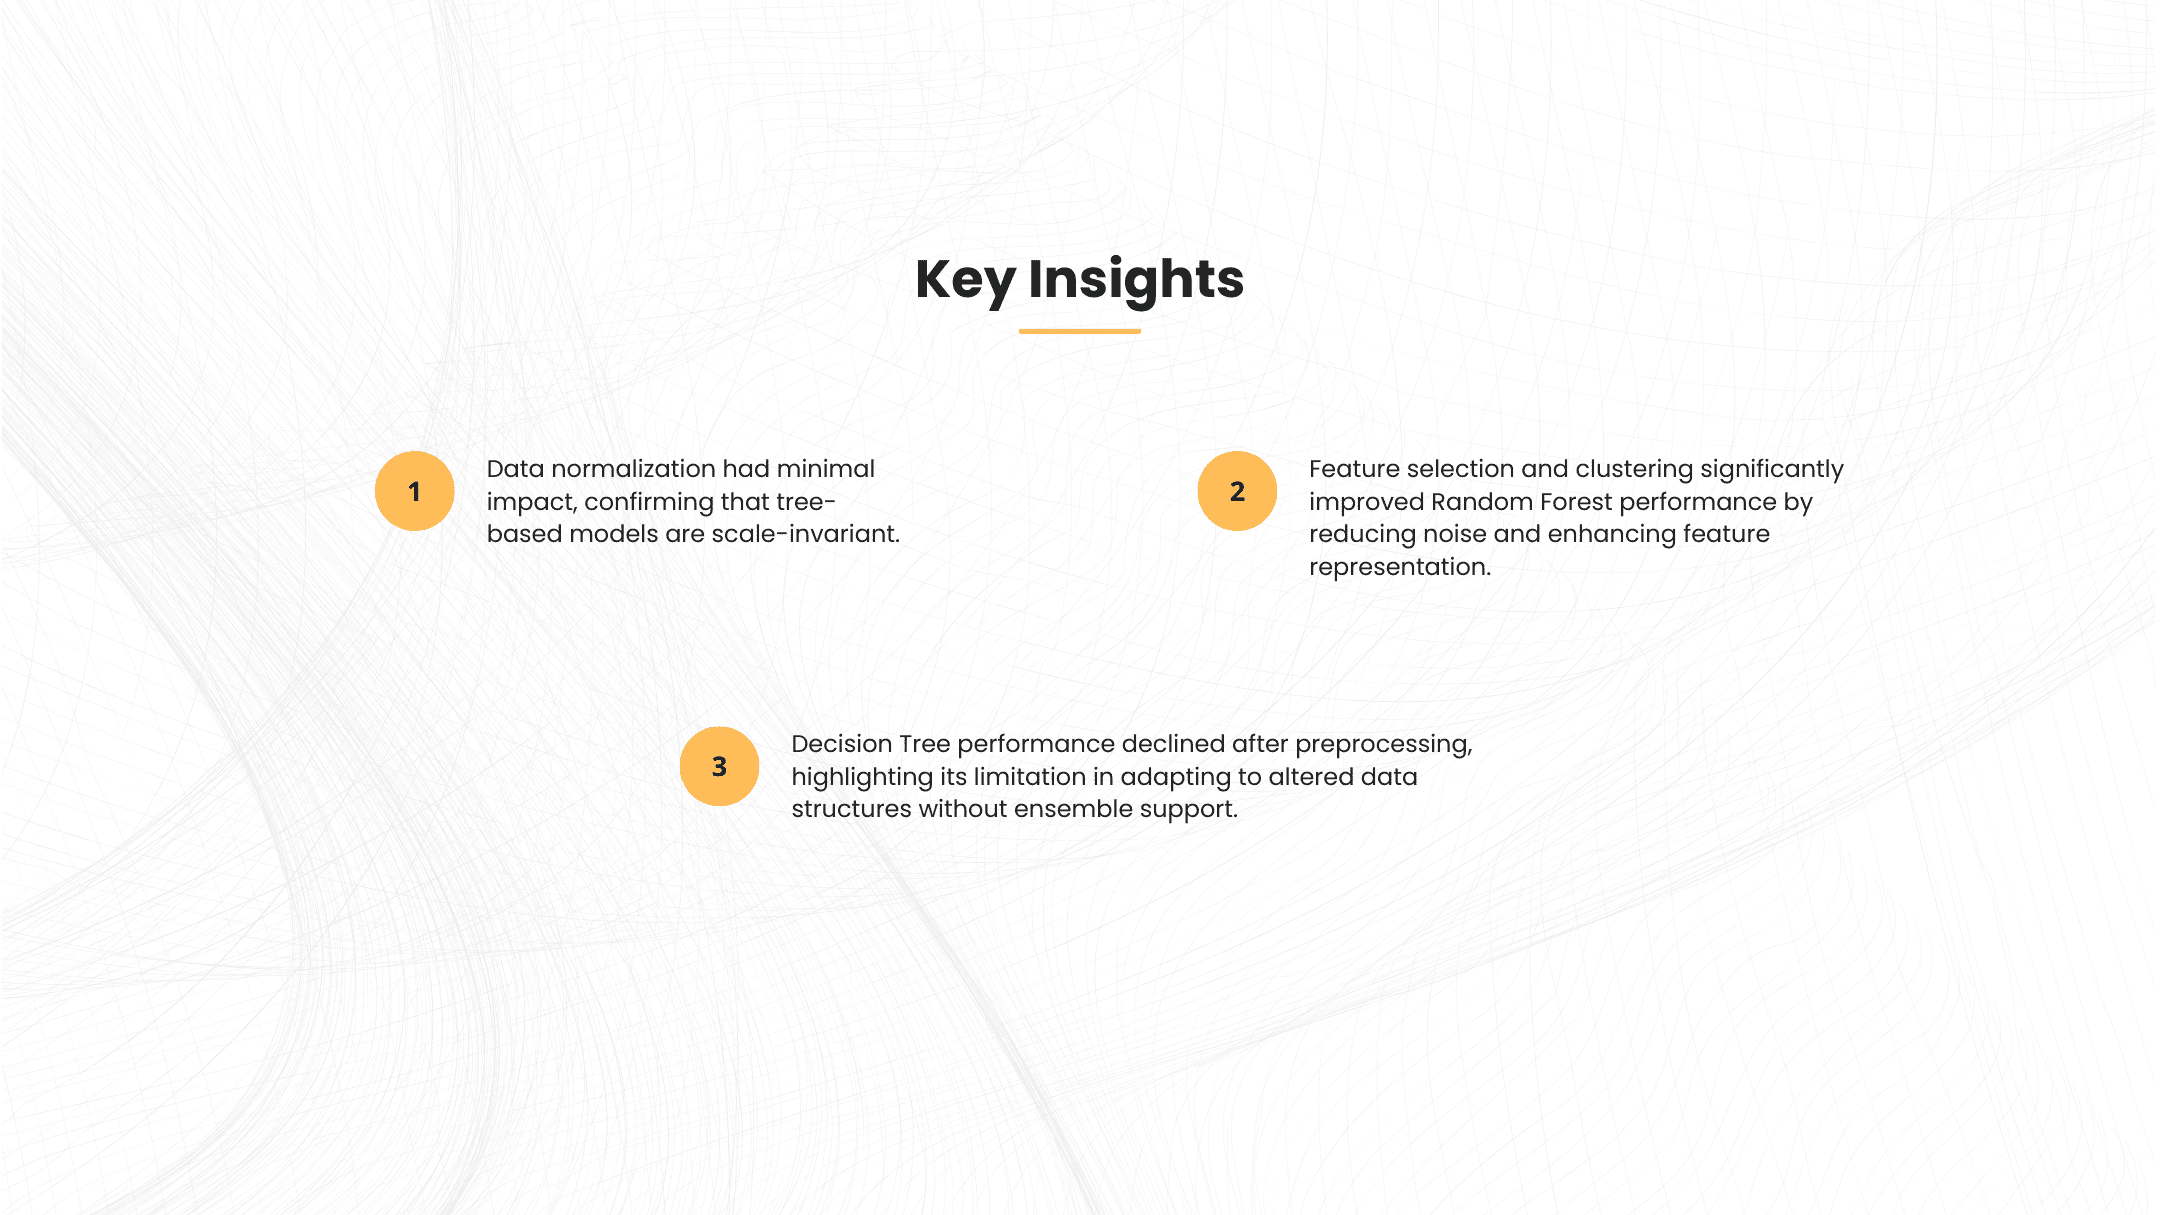 Key Insights
1
Data normalization had minimal
impact, confirming that tree-
based models are scale-invariant.
2
Feature selection and clustering significantly
improved Random Forest performance by
reducing noise and enhancing feature
representation.
3
Decision Tree performance declined after preprocessing,
highlighting its limitation in adapting to altered data
structures without ensemble support.